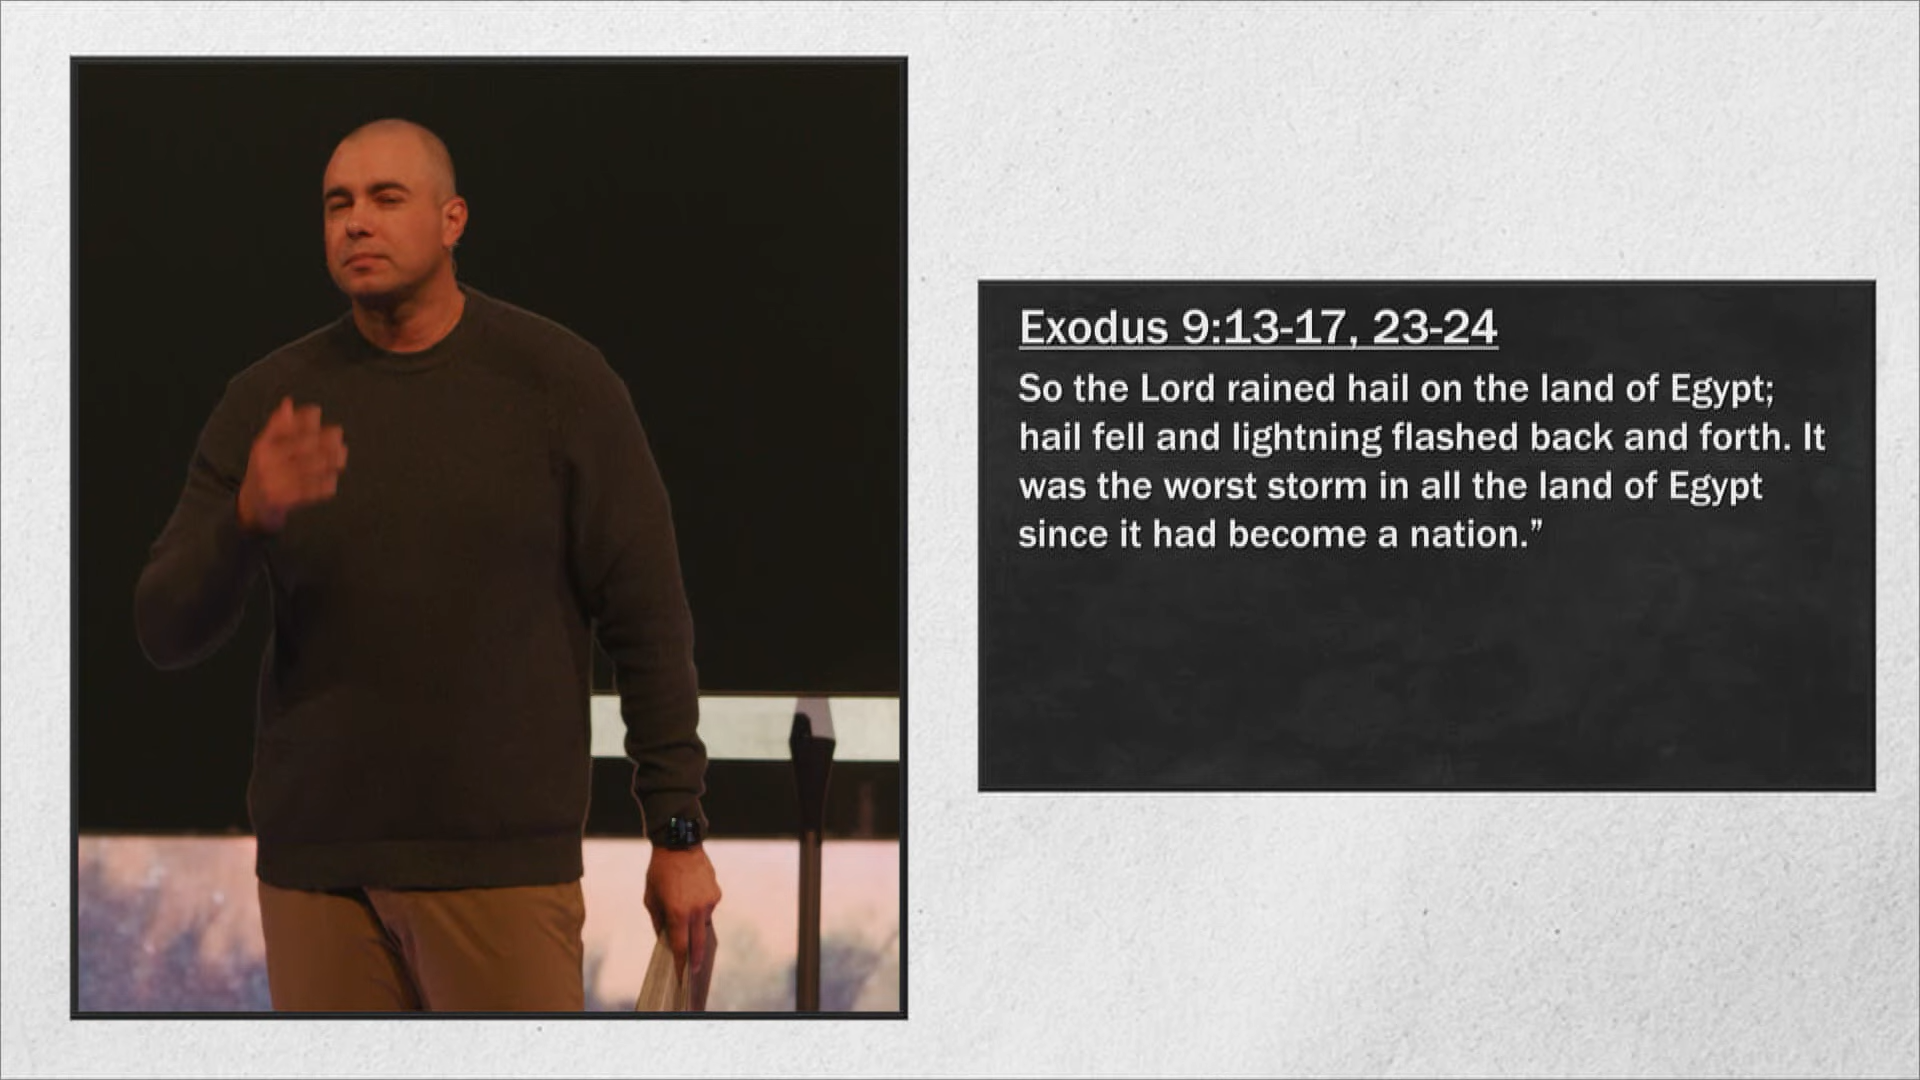 Exodus 9:13-17, 23-24
So the Lord rained hail on the land of Egypt;
hail fell and lightning flashed back and forth. It
was the worst storm in all the land of Egypt
since it had become a nation.”